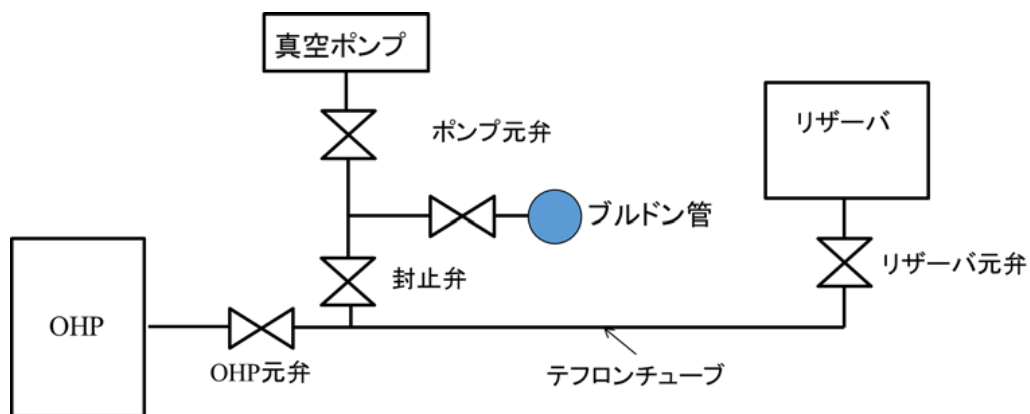 真空ポンプ
ポンプ元弁
リザーバ
ブルドン管
封止弁
リザーバ元弁
OHP
OHP元弁
テフロンチューブ